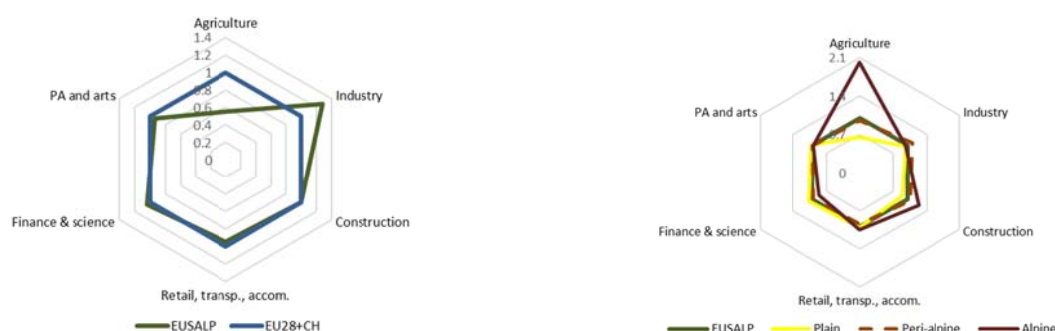 Agriculture
1.4
1.2
1
0.8
0.6
0.4
0.2
0
PA and arts
Industry
Finance & science
Construction
Retail, transp., accom.
EUSALP EU28+CH
Agriculture
2.1
1.4
0.7
0
PA and arts
Industry
Finance & science
Construction
Retail, transp., accom.
EUSALP Plain Peri-alpine Alpine